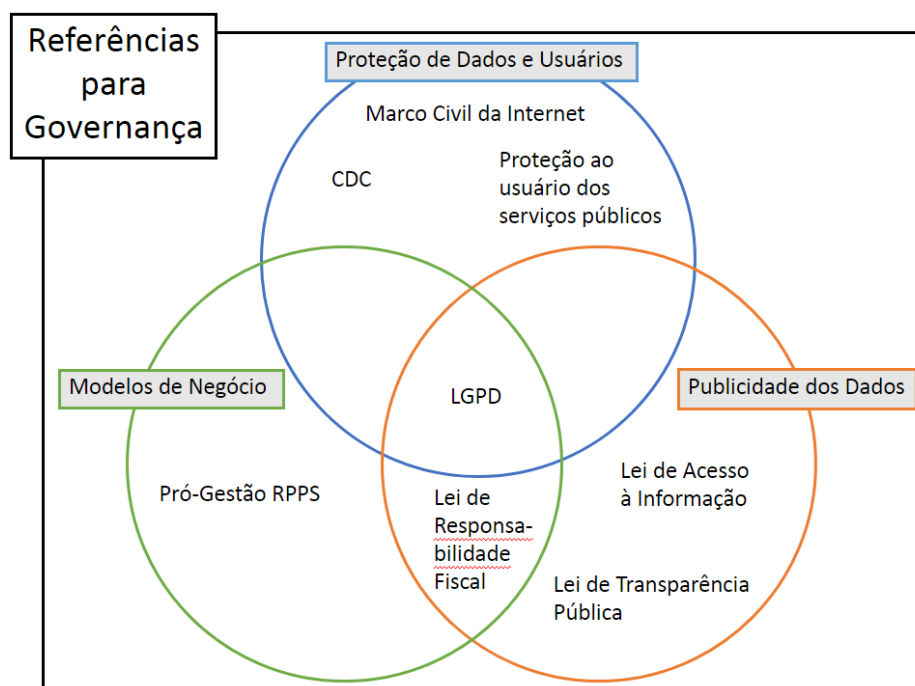 Referências
para
Governança
Proteção de Dados e Usuários
Marco Civil da Internet
CDC
Proteção ao
usuário dos
serviços públicos
Modelos de Negócio
LGPD
Publicidade dos Dados
Pró-Gestão RPPS
Lei de
Responsa-
bilidade
Fiscal
Lei de Acesso
à Informação
Lei de Transparência
Pública